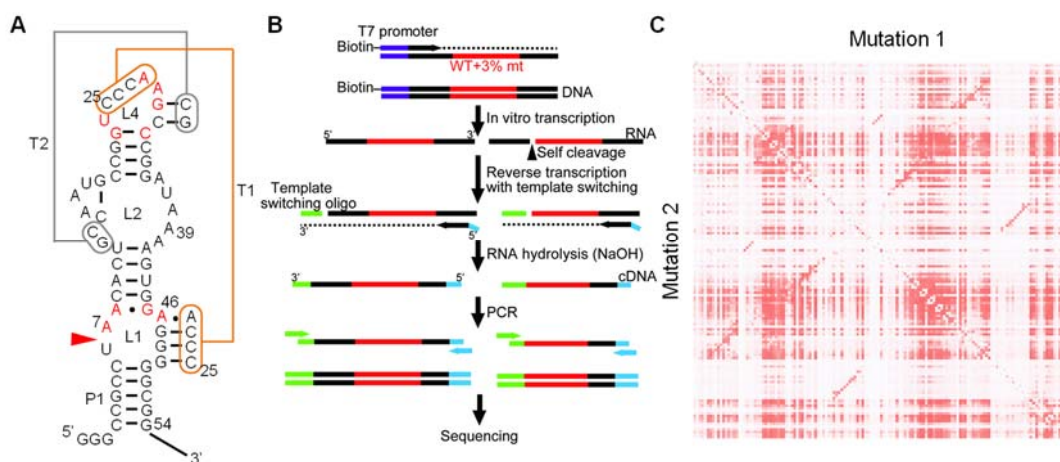 A
T2
T1
25
C C C A
C A
U L4 G C
G C C G
G C
C G
C G
G U A
U A
A L2 A
A A
C 39
G C
G U A
U A
C G
A U
C G
A G
7 A • 46
A A • A
L1 G C
U G C
G C
25
C G
C G
P1 G C
C G
C G
54
5' GGG
3'
B
T7 promoter
Biotin
WT+3% mt
Biotin
DNA
In vitro transcription
5' 3' RNA
Self cleavage
Reverse transcription
with template switching
Template
switching oligo
3' 5'
RNA hydrolysis (NaOH)
3' 5' cDNA
PCR
Sequencing
C
Mutation 1
Mutation 2